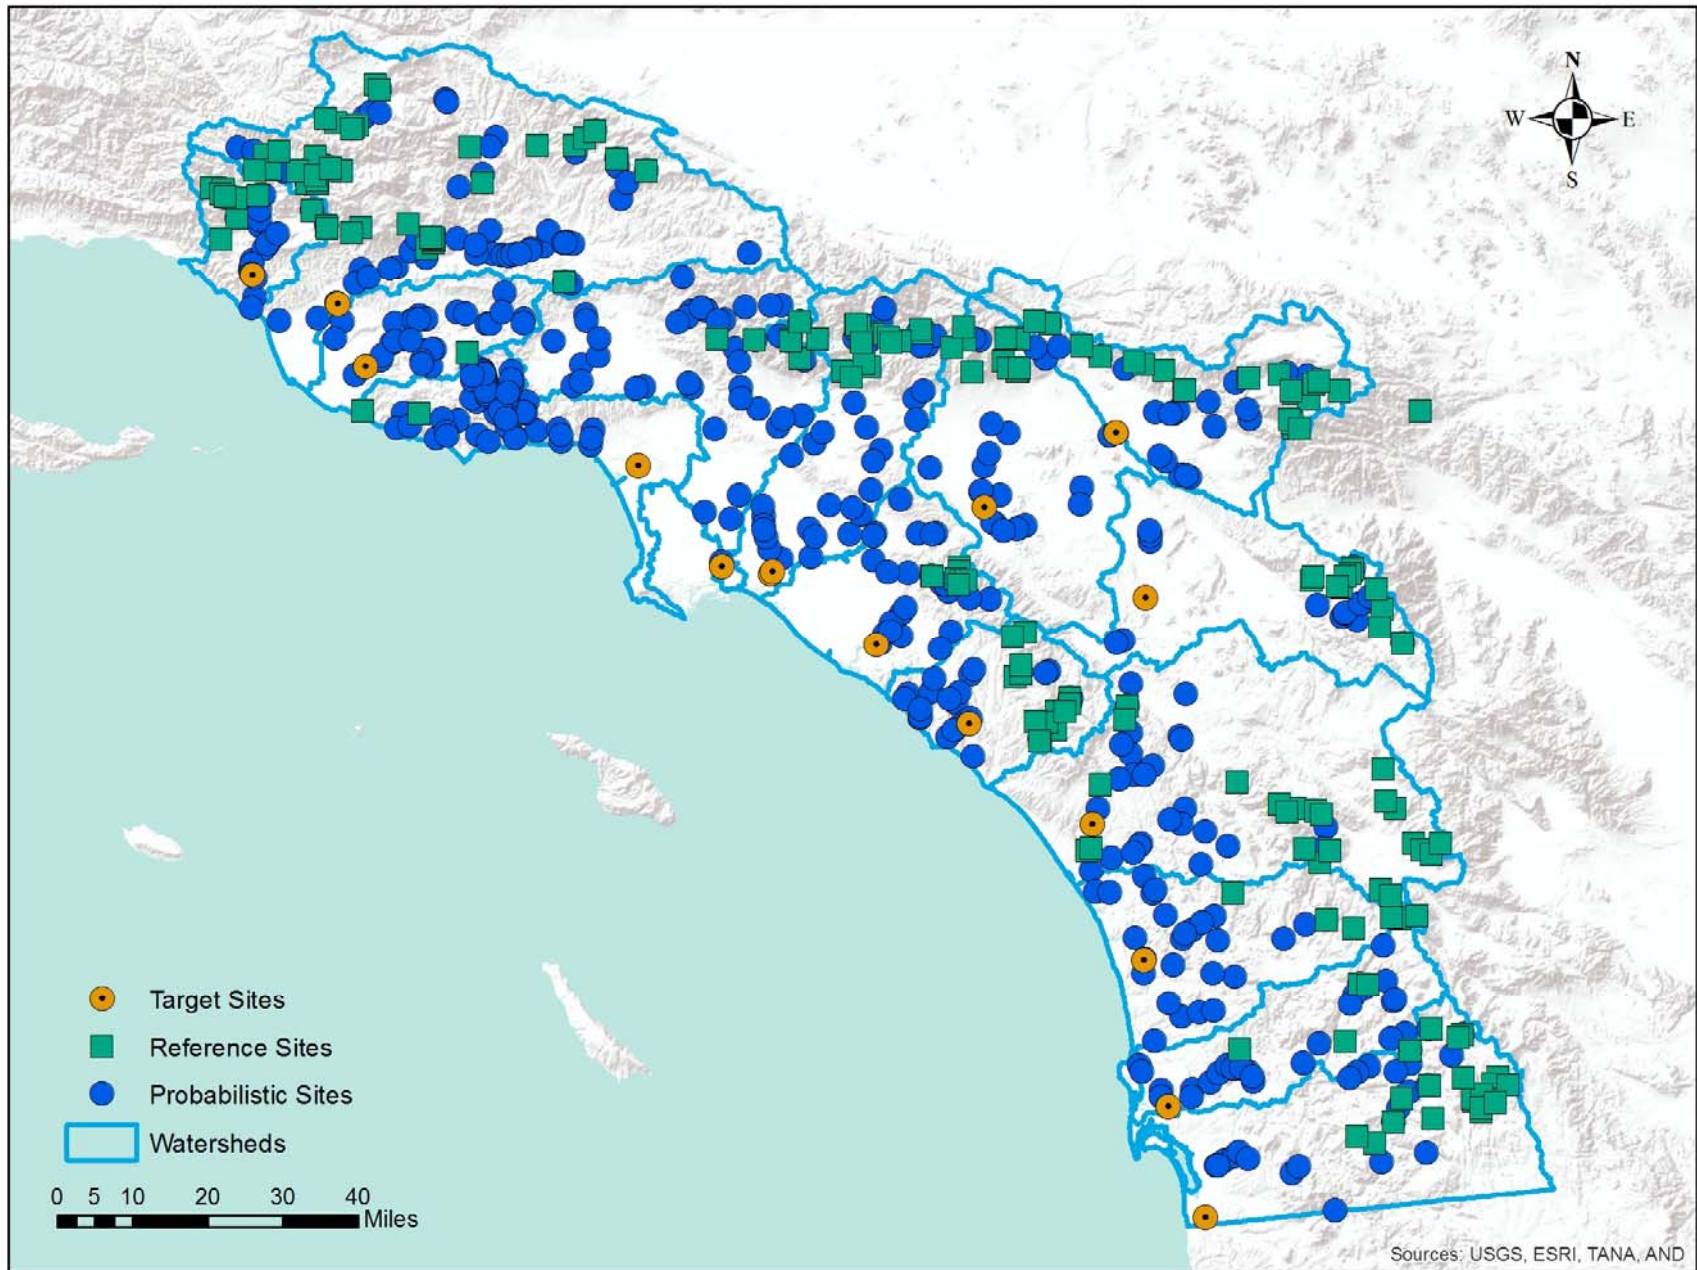 N
W E
S
Target Sites
Reference Sites
Probabilistic Sites
Watersheds
0 5 10 20 30 40
Miles
Sources: USGS, ESRI, TANA, AND